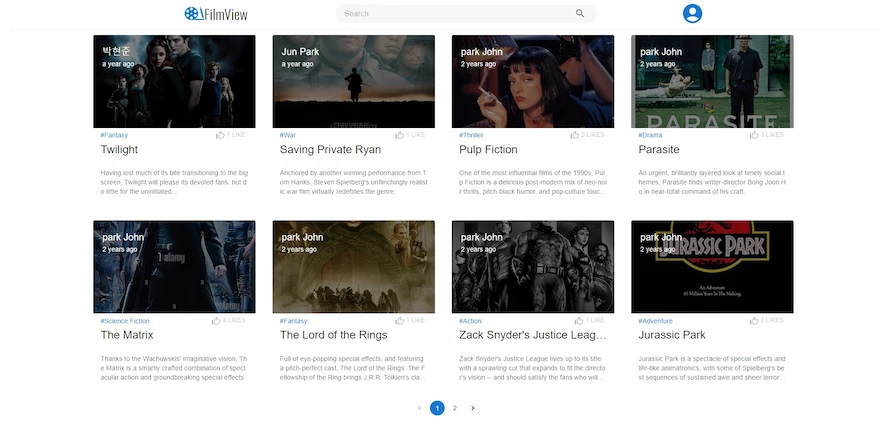 FilmView
Search
박현준
a year ago
#Fantasy
1 LIKE
Twilight
Having lost much of its bite transitioning to the big
screen, Twilight will please its devoted fans, but d
o little for the uninitiated...
Jun Park
a year ago
#War
1 LIKE
Saving Private Ryan
Anchored by another winning performance from T
om Hanks, Steven Spielberg's unflinchingly realist
ic war film virtually redefines the genre.
park John
2 years ago
#Thriller
2 LIKES
Pulp Fiction
One of the most influential films of the 1990s, Pul
p Fiction is a delirious post-modern mix of neo-noi
r thrills, pitch-black humor, and pop-culture touc...
park John
2 years ago
PARASITE
#Drama
3 LIKES
Parasite
An urgent, brilliantly layered look at timely social t
hemes, Parasite finds writer-director Bong Joon H
o in near-total command of his craft.
park John
2 years ago
alamy
#Science Fiction
4 LIKES
The Matrix
Thanks to the Wachowskis' imaginative vision, Th
e Matrix is a smartly crafted combination of spect
acular action and groundbreaking special effects.
park John
2 years ago
#Fantasy
1 LIKE
The Lord of the Rings
Full of eye-popping special effects, and featuring
a pitch-perfect cast, The Lord of the Rings: The F
ellowship of the Ring brings J.R.R. Tolkien's cla...
park John
2 years ago
#Action
1 LIKE
Zack Snyder's Justice Leag...
Zack Snyder's Justice League lives up to its title
with a sprawling cut that expands to fit the directo
r's vision -- and should satisfy the fans who will...
park John
2 years ago
JURASSIC PARK
An Adventure
65 Million Years In The Making.
#Adventure
2 LIKES
Jurassic Park
Jurassic Park is a spectacle of special effects and
life-like animatronics, with some of Spielberg's be
st sequences of sustained awe and sheer terror...
< 1 2 >